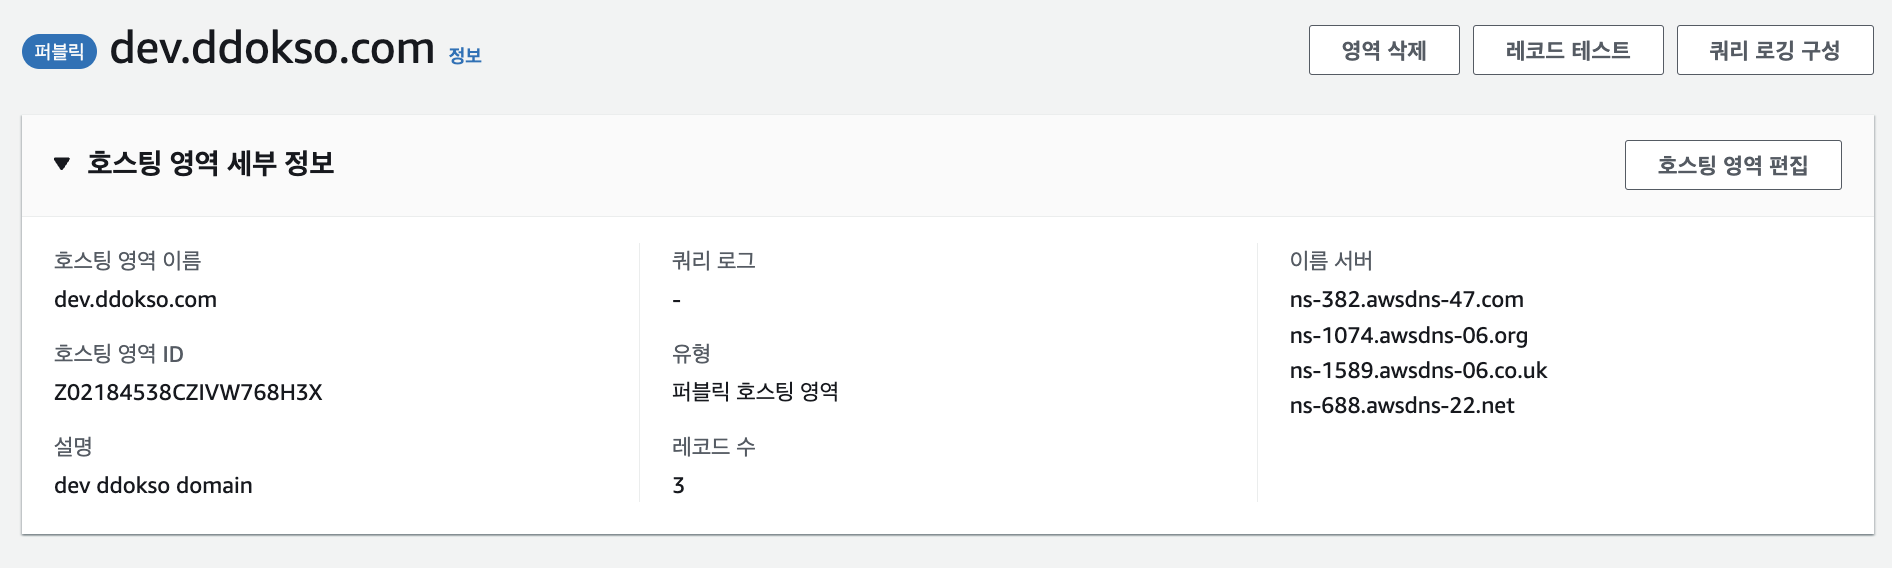 퍼블릭 dev.ddokso.com 정보
영역 삭제
레코드 테스트
쿼리 로깅 구성
▼ 호스팅 영역 세부 정보
호스팅 영역 편집
호스팅 영역 이름
dev.ddokso.com
호스팅 영역 ID
Z02184538CZIVW768H3X
설명
dev ddokso domain
쿼리 로그
-
유형
퍼블릭 호스팅 영역
레코드 수
3
이름 서버
ns-382.awsdns-47.com
ns-1074.awsdns-06.org
ns-1589.awsdns-06.co.uk
ns-688.awsdns-22.net